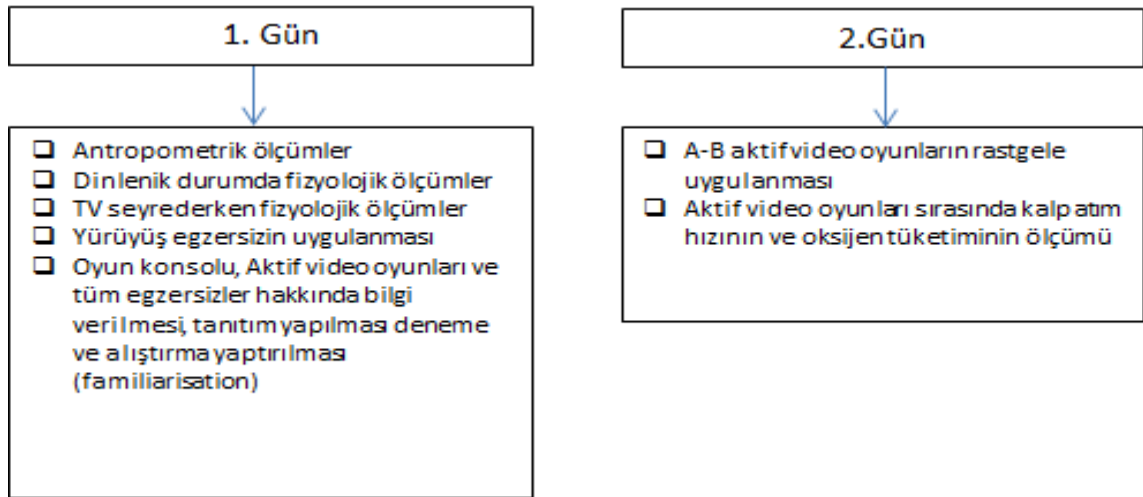 1. Gün
Antropometrik ölçümler
Dinlenik durumda fizyolojik ölçümler
TV seyrederken fizyolojik ölçümler
Yürüyüş egzersizin uygulanması
Oyun konsolu, Aktif video oyunları ve
tüm egzersizler hakkında bilgi
verilmesi, tanıtım yapılması deneme
ve alıştırma yaptırılması
(familiarisation)
2.Gün
A-B aktif video oyunların rastgele
uygulanması
Aktif video oyunları sırasında kalp atım
hızının ve oksijen tüketiminin ölçümü